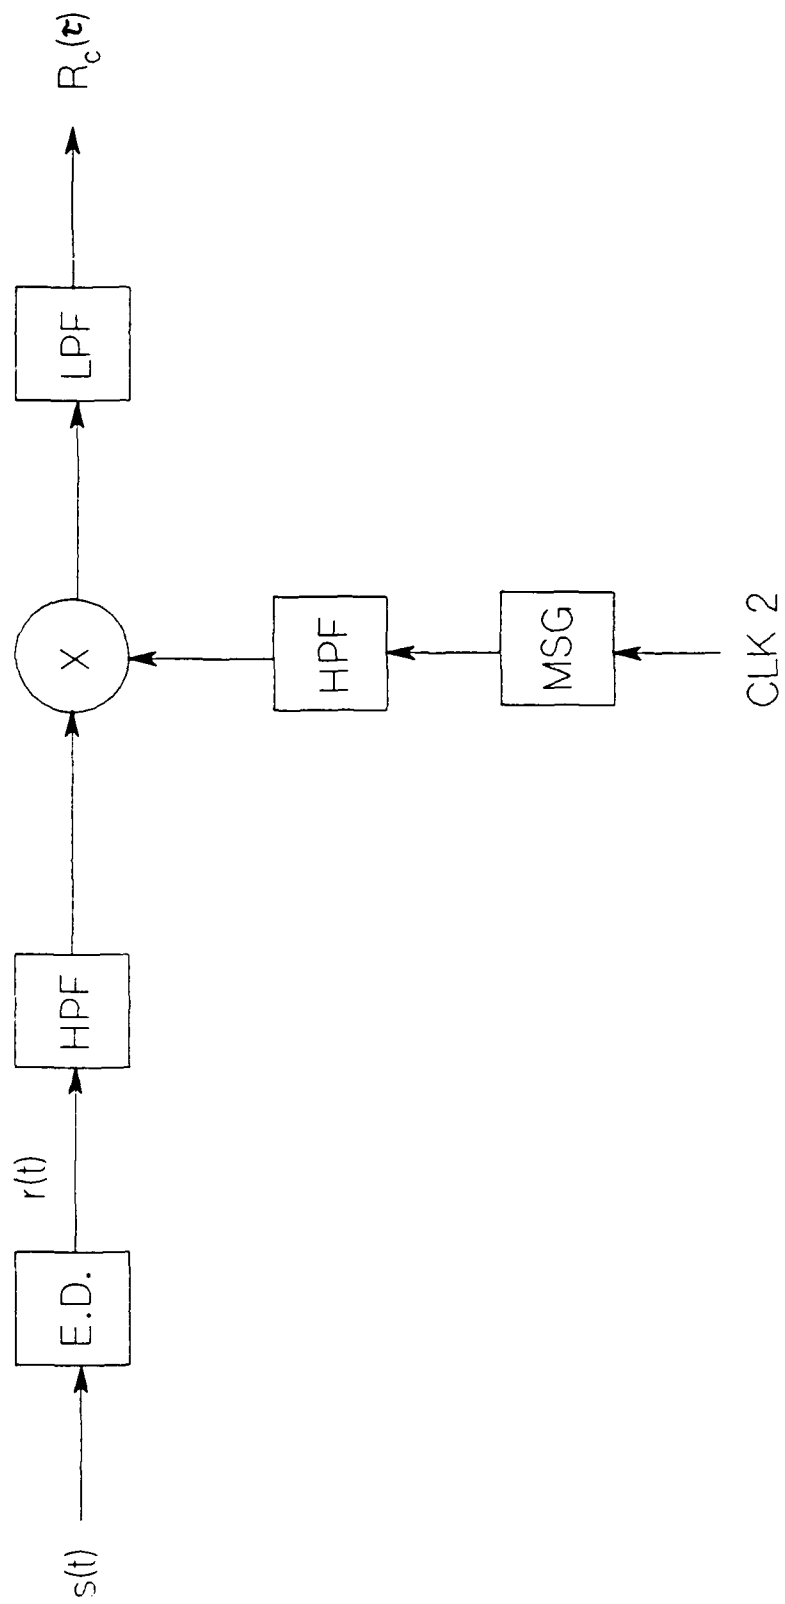 s(t)
E.D.
r(t)
HPF
X
LPF
R_c(τ)
HPF
MSG
CLK 2